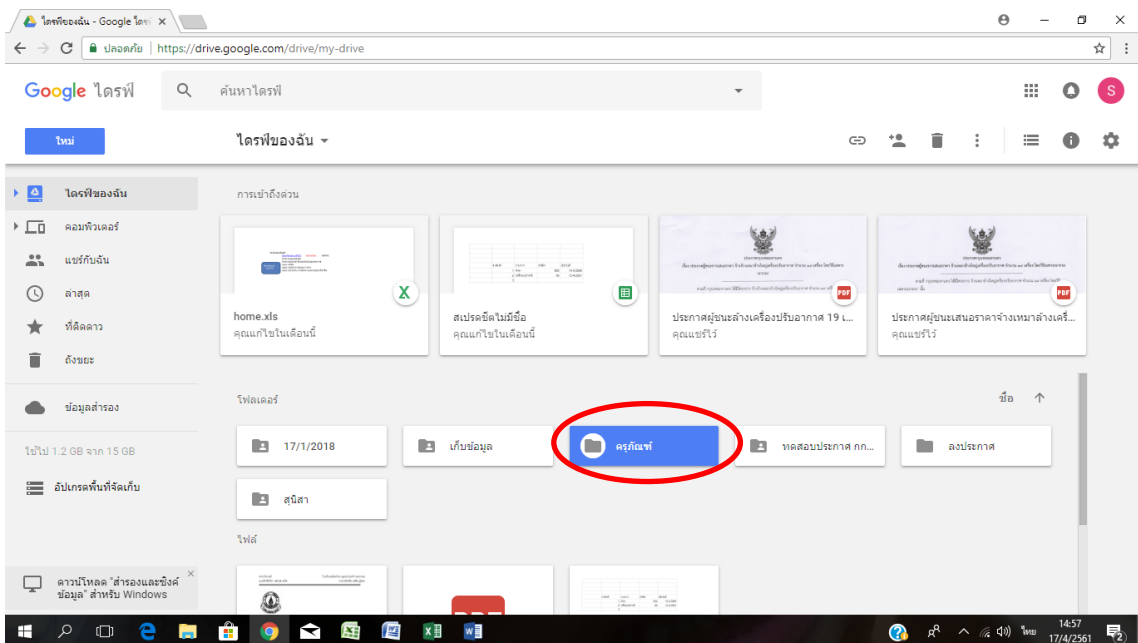 ไดรฟ์ของฉัน - Google ไดร์
ปลอดภัย | https://drive.google.com/drive/my-drive
Google ไดรฟ์
ค้นหาไดรฟ์
S
ใหม่
ไดรฟ์ของฉัน
ไดรฟ์ของฉัน
คอมพิวเตอร์
แชร์กับฉัน
ล่าสุด
ที่ติดดาว
ถังขยะ
ข้อมูลสำรอง
ใช้ไป 1.2 GB จาก 15 GB
อัปเกรดพื้นที่จัดเก็บ
ดาวน์โหลด "สำรองและซิงค์
ข้อมูล" สำหรับ Windows
การเข้าถึงด่วน
X
home.xls
คุณแก้ไขในเดือนนี้
สเปรดชีตไม่มีชื่อ
คุณแก้ไขในเดือนนี้
PDF
ประกาศผู้ชนะล้างเครื่องปรับอากาศ 19 เ...
คุณแชร์ไว้
PDF
ประกาศผู้ชนะเสนอราคาจ้างเหมาล้างเครื่...
คุณแชร์ไว้
โฟลเดอร์
ชื่อ
17/1/2018
เก็บข้อมูล
ครุภัณฑ์
ทดสอบประกาศ กก...
ลงประกาศ
สุนิสา
ไฟล์
PDF
ไทย
14:57
17/4/2561